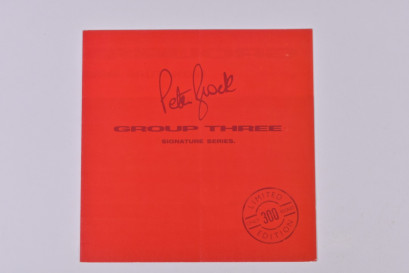 Peter Brock
GROUP THREE
SIGNATURE SERIES.
LIMITED
300
EDITION